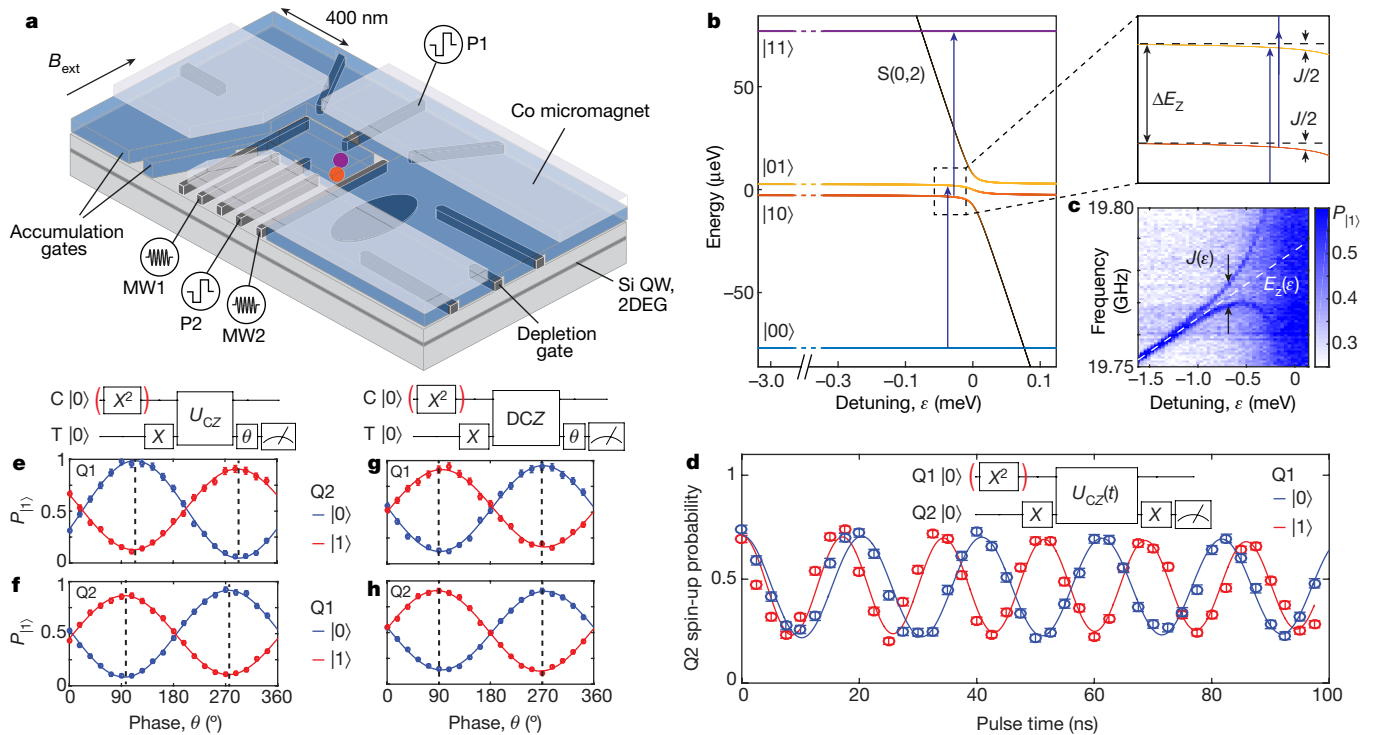 a
400 nm
P1
B_ext
Co micromagnet
Accumulation
gates
MW1
P2
MW2
Si QW,
2DEG
Depletion
gate
b
|11⟩
S(0,2)
|01⟩
|10⟩
|00⟩
Energy (μeV)
50
0
−50
−3.0 −0.1 0 0.1
Detuning, ε (meV)
J/2
ΔE_Z
J/2
c
19.80
19.75
Frequency
(GHz)
J(ε)
E_z(ε)
P_|1⟩
0.5
0.4
0.3
−1.5 −1.0 −0.5 0
Detuning, ε (meV)
C |0⟩ ( X² )
U_CZ
T |0⟩ X θ
C |0⟩ ( X² )
DCZ
T |0⟩ X θ
e
Q1
P_|1⟩
1
0.5
0
Q2
|0⟩
|1⟩
g
Q1
f
Q2
P_|1⟩
1
0.5
0
0 90 180 270 360
Phase, θ (º)
Q1
|0⟩
|1⟩
h
Q2
0 90 180 270 360
Phase, θ (º)
d
Q1 |0⟩ ( X² )
U_CZ(t)
Q2 |0⟩ X X
Q1
|0⟩
|1⟩
Q2 spin-up probability
1
0.5
0
0 20 40 60 80 100
Pulse time (ns)